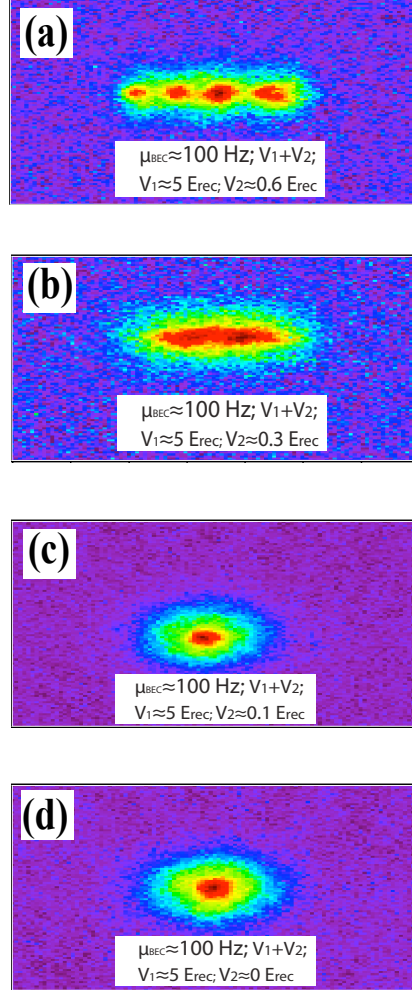 (a)
μBEC≈100 Hz; V1+V2;
V1≈5 Erec; V2≈0.6 Erec
(b)
μBEC≈100 Hz; V1+V2;
V1≈5 Erec; V2≈0.3 Erec
(c)
μBEC≈100 Hz; V1+V2;
V1≈5 Erec; V2≈0.1 Erec
(d)
μBEC≈100 Hz; V1+V2;
V1≈5 Erec; V2≈0 Erec